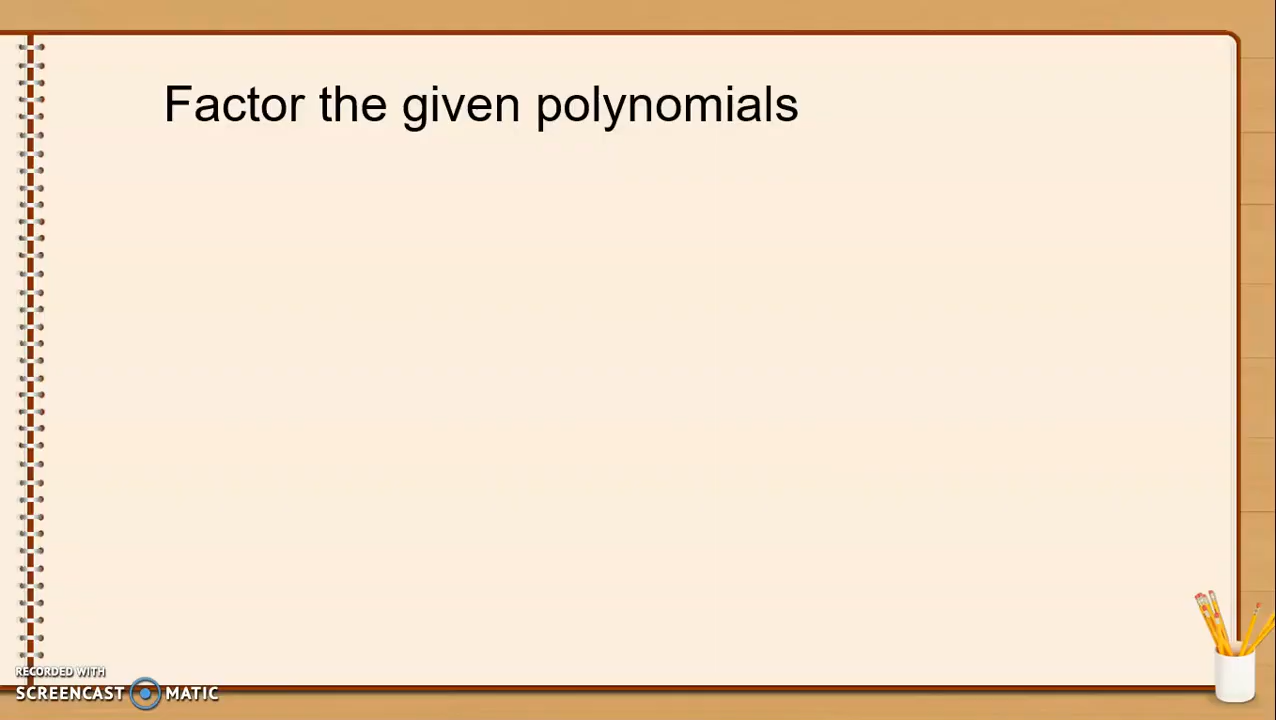 Factor the given polynomials
RECORDED WITH
SCREENCAST MATIC